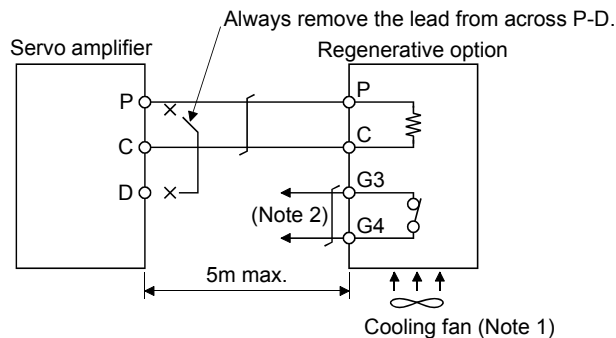 Always remove the lead from across P-D.
Servo amplifier
Regenerative option
P
P
C
C
D
G3
(Note 2)
G4
5m max.
Cooling fan (Note 1)